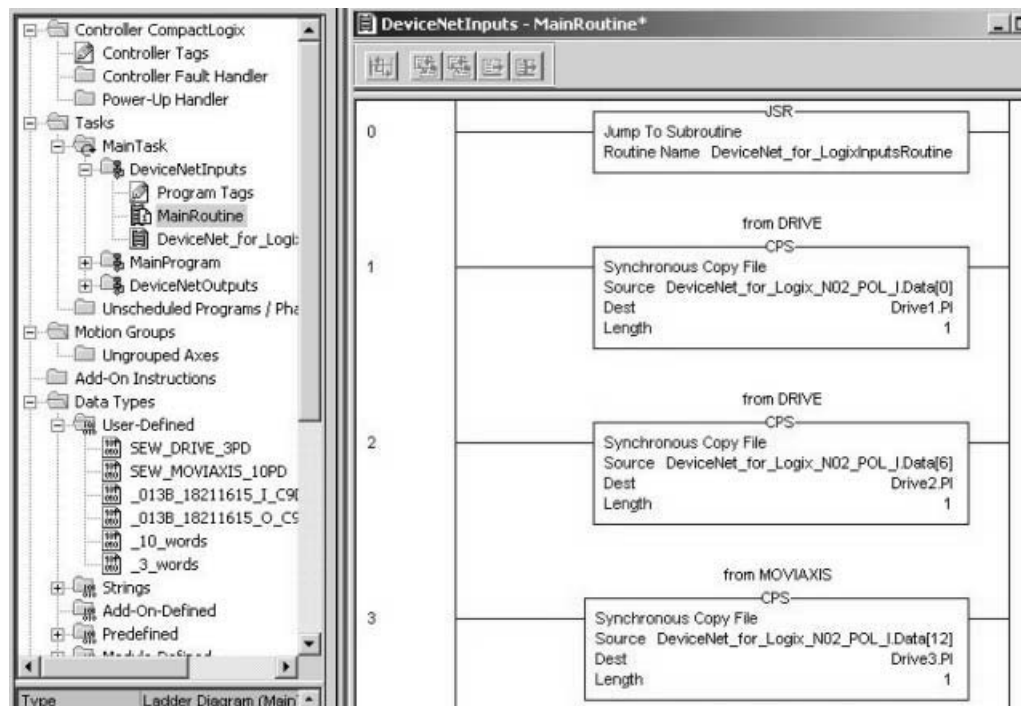 Controller CompactLogix
Controller Tags
Controller Fault Handler
Power-Up Handler
Tasks
MainTask
DeviceNetInputs
Program Tags
MainRoutine
DeviceNet_for_Logi
MainProgram
DeviceNetOutputs
Unscheduled Programs / Pha
Motion Groups
Ungrouped Axes
Add-On Instructions
Data Types
User-Defined
SEW_DRIVE_3PD
SEW_MOVIAXIS_10PD
_013B_18211615_I_C9
_013B_18211615_O_C9
_10_words
_3_words
Strings
Add-On-Defined
Predefined
Module-Defined
Type Ladder Diagram (Main)
DeviceNetInputs - MainRoutine*
0
JSR
Jump To Subroutine
Routine Name DeviceNet_for_LogixInputsRoutine
from DRIVE
CPS
1
Synchronous Copy File
Source DeviceNet_for_Logix_N02_POL_I.Data[0]
Dest Drive1.PI
Length 1
from DRIVE
CPS
2
Synchronous Copy File
Source DeviceNet_for_Logix_N02_POL_I.Data[6]
Dest Drive2.PI
Length 1
from MOVIAXIS
CPS
3
Synchronous Copy File
Source DeviceNet_for_Logix_N02_POL_I.Data[12]
Dest Drive3.PI
Length 1